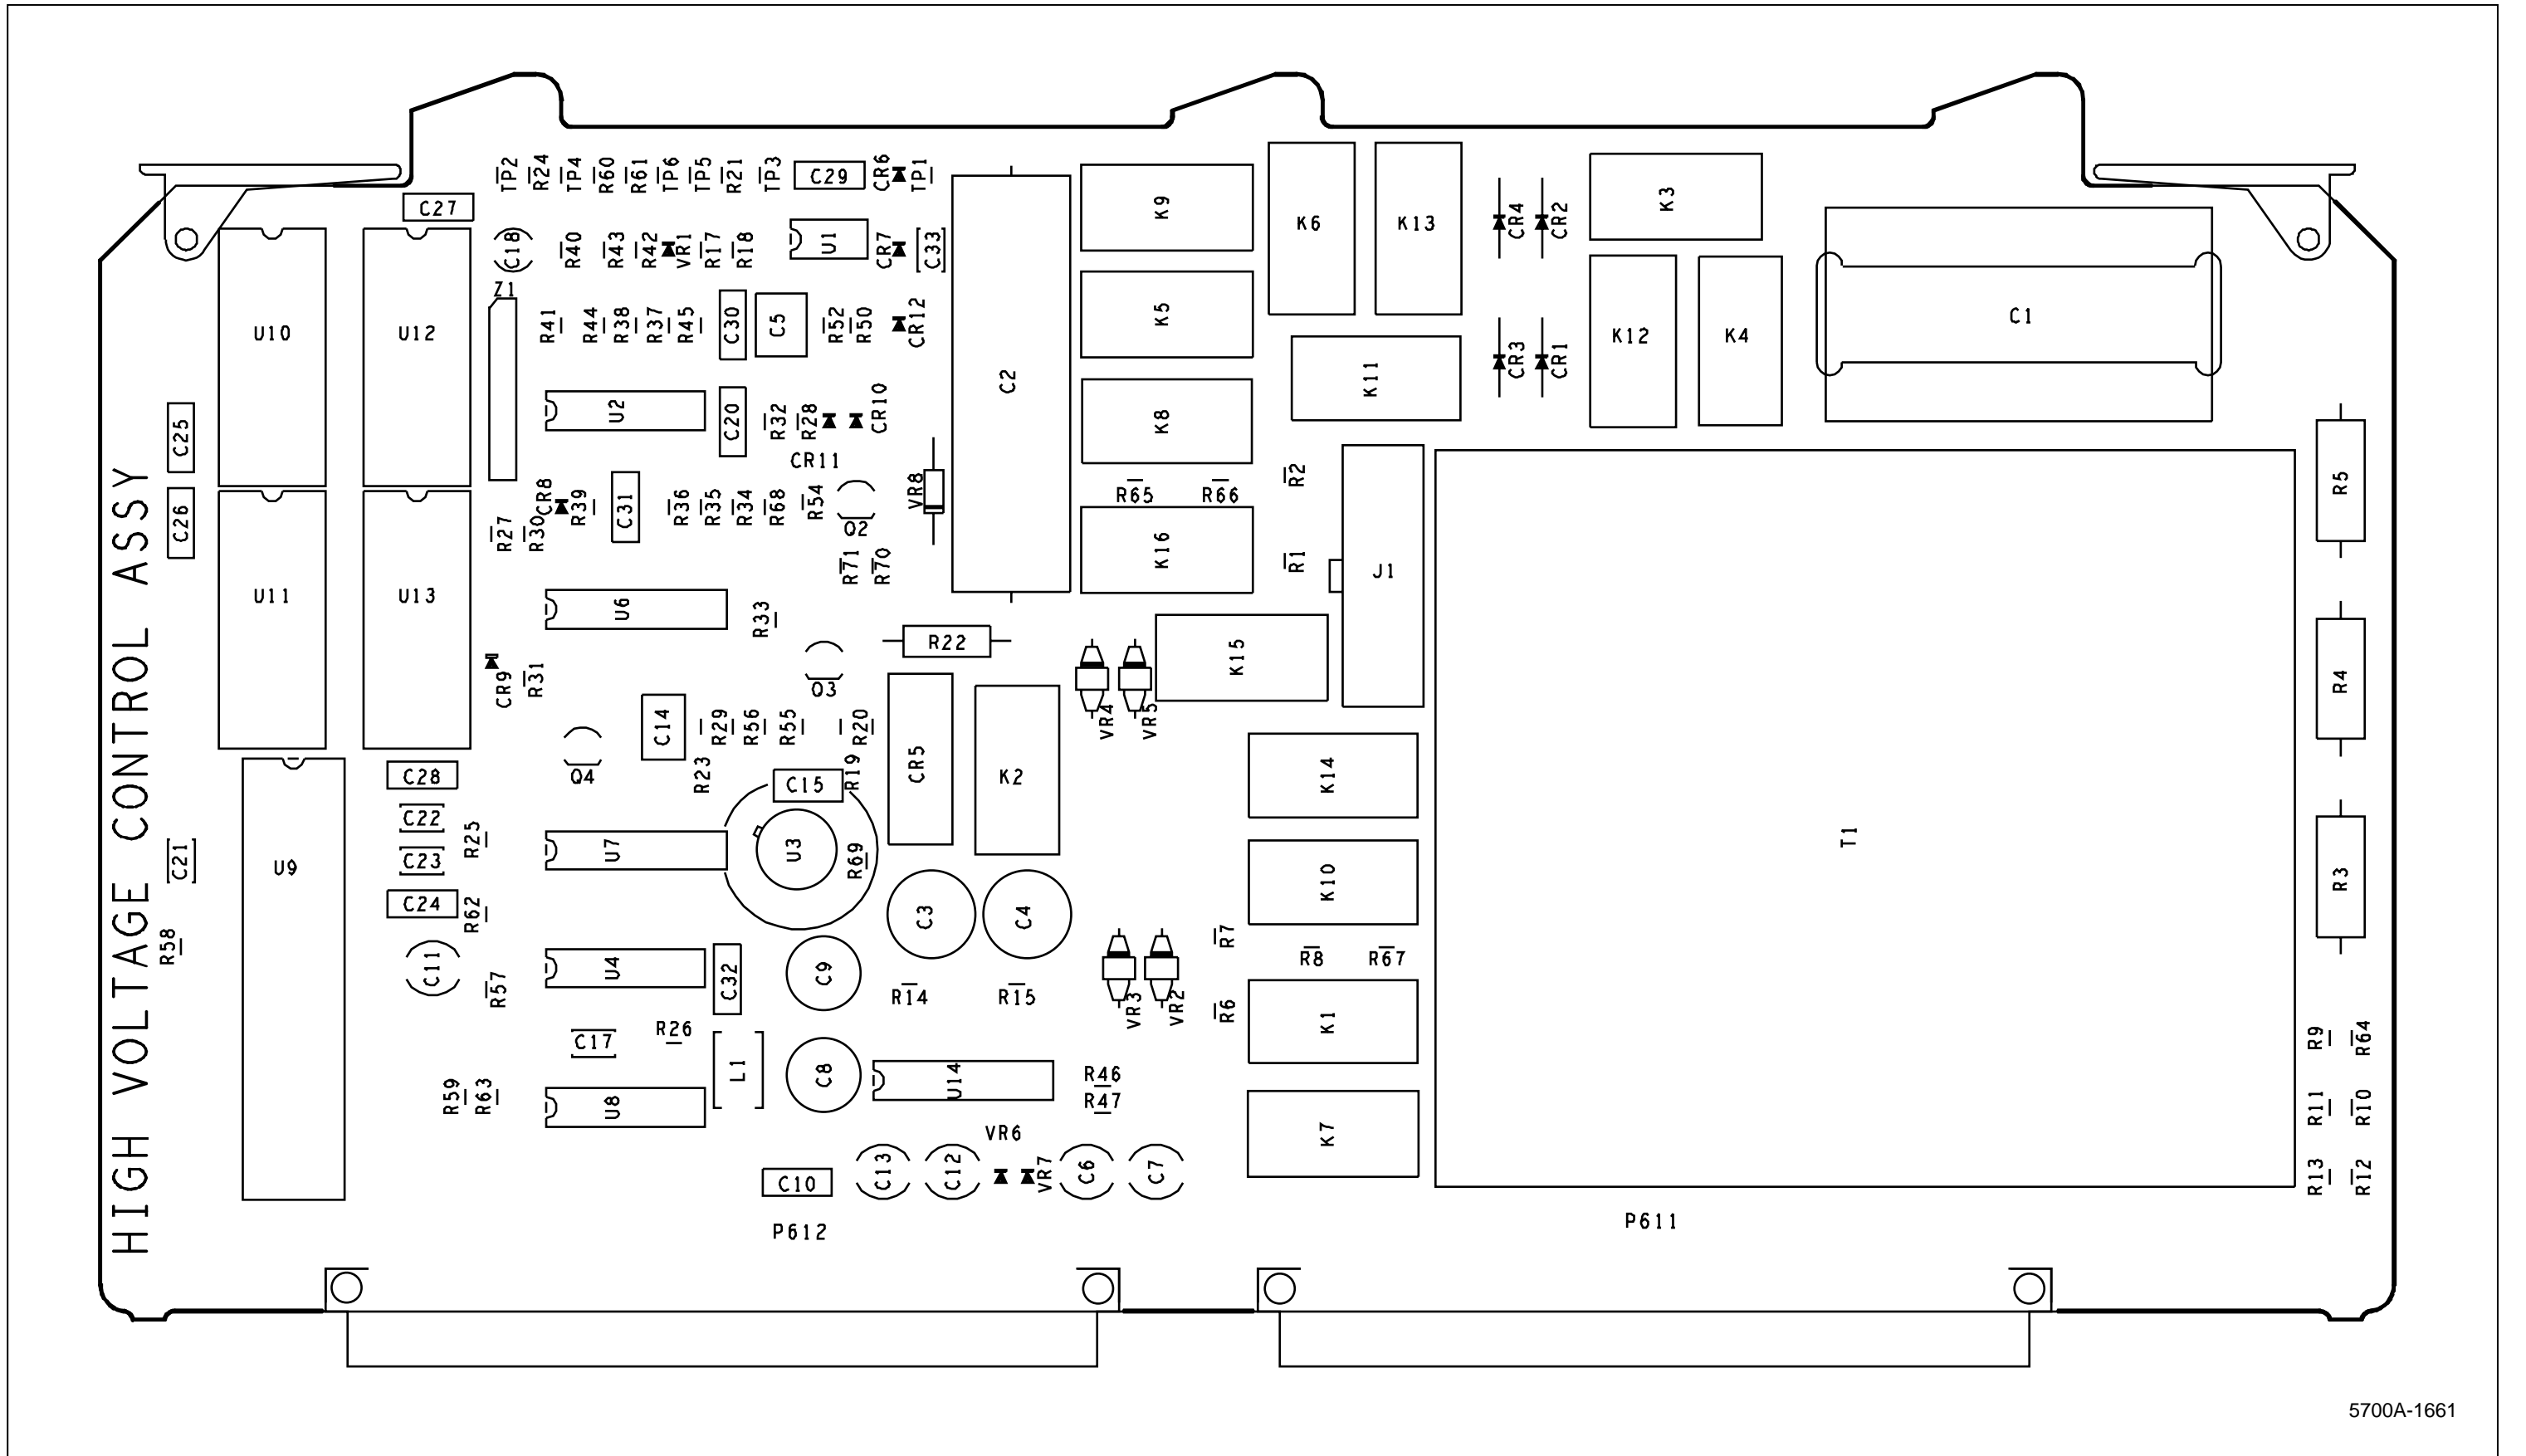 TP2 R24 TP4 R60 R61 TP6 TP5 R21 TP3 C29 CR6 TP1
C27
K9 K6 K13 CR4 CR2 K3
C18 R40 R43 R42 VR1 R17 R18 U1 CR7 C33
Z1
U10 U12 R41 R44 R38 R37 R45 C30 C5 R52 R50 CR12 K5 K12 K4 C1
CR3 CR1
C2 K11
U2 C20 R32 R28 CR10 K8
C25
CR11
CR8 R39 C31 R36 R35 R34 R68 R54 VR8 R65 R66 R2 R5
C26 R27 R30 Q2
R71 R70 K16 R1 J1
U11 U13 U6 R33
R22 K15
CR9 R31 Q3 R4
C14 R29 R56 R55 R20 VR4 VR5
Q4 R23 R19 CR5 K2 K14
C28 C15
C22 R25 T1
C21 C23 U7 U3 R69
U9 K10 R3
C24 R62 C3 C4
R58 R7
C11 U4 C32 C9 R8 R67
R57 R14 R15 VR3 VR2 R6 K1
C17 R26 R9 R64
L1 C8 U14 R46
R59 R63 U8 R47 R11 R10
VR6 K7
C10 C13 C12 VR7 C6 C7 R13 R12
P612 P611
HIGH VOLTAGE CONTROL ASSY
5700A-1661